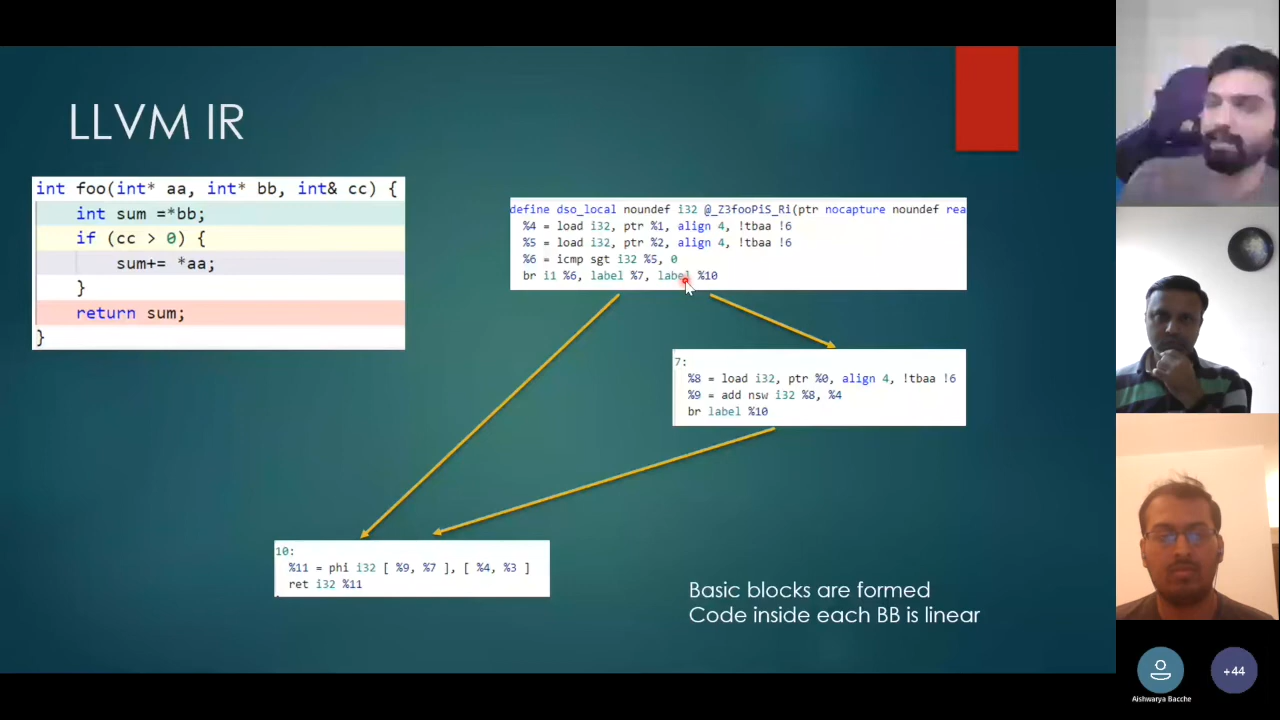 LLVM IR
int foo(int* aa, int* bb, int& cc) {
int sum =*bb;
if (cc > 0) {
sum+= *aa;
}
return sum;
}
define dso_local noundef i32 @_Z3fooPiS_Ri(ptr nocapture noundef rea
%4 = load i32, ptr %1, align 4, !tbaa !6
%5 = load i32, ptr %2, align 4, !tbaa !6
%6 = icmp sgt i32 %5, 0
br i1 %6, label %7, label %10
7:
%8 = load i32, ptr %0, align 4, !tbaa !6
%9 = add nsw i32 %8, %4
br label %10
10:
%11 = phi i32 [ %9, %7 ], [ %4, %3 ]
ret i32 %11
Basic blocks are formed
Code inside each BB is linear
Aishwarya Bacche
+44